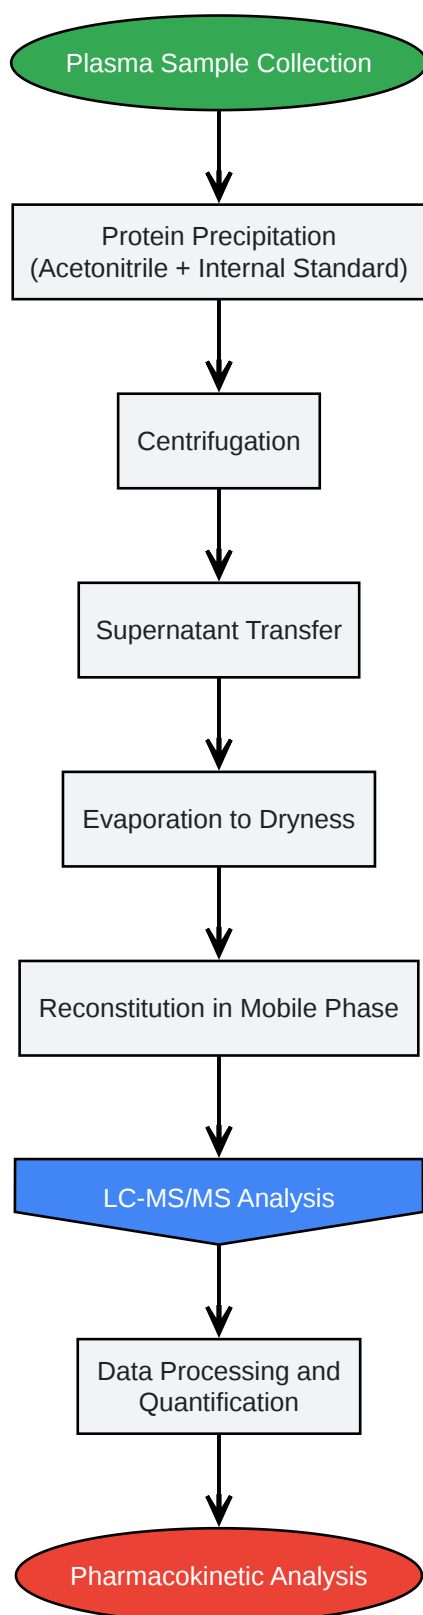 Plasma Sample Collection
Protein Precipitation
(Acetonitrile + Internal Standard)
Centrifugation
Supernatant Transfer
Evaporation to Dryness
Reconstitution in Mobile Phase
LC-MS/MS Analysis
Data Processing and
Quantification
Pharmacokinetic Analysis